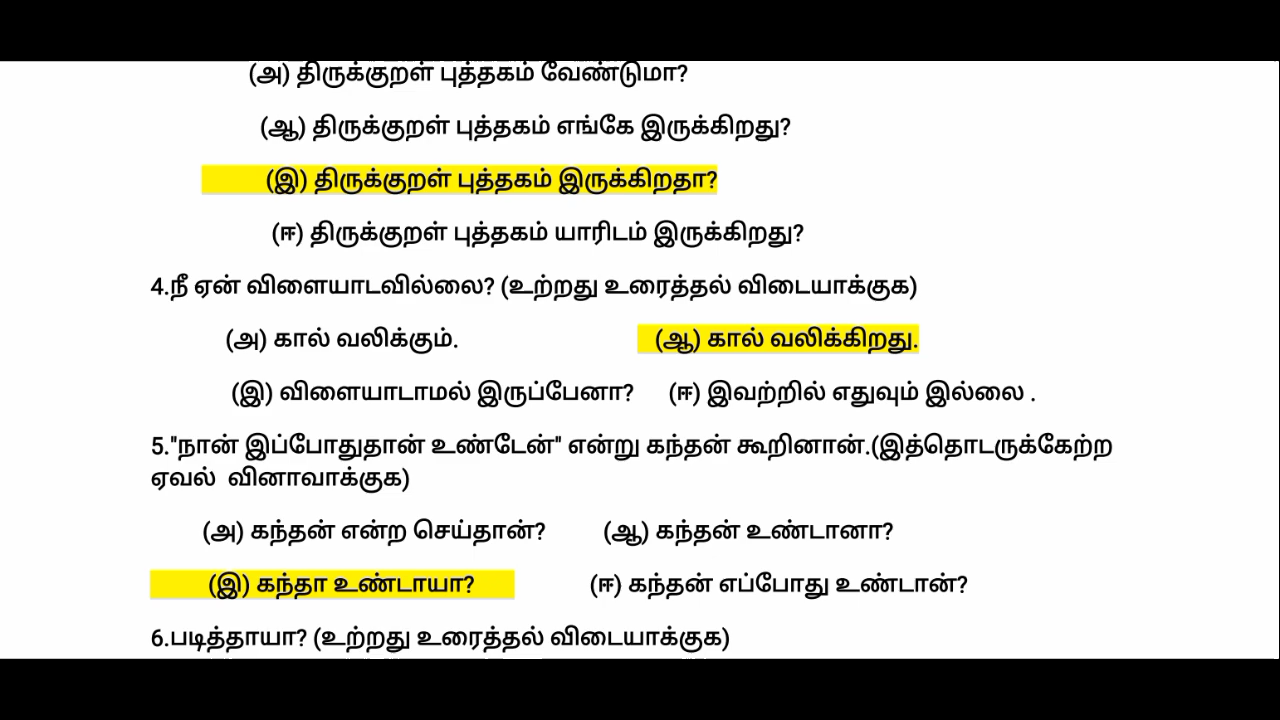 (அ) திருக்குறள் புத்தகம் வேண்டுமா?
(ஆ) திருக்குறள் புத்தகம் எங்கே இருக்கிறது?
(இ) திருக்குறள் புத்தகம் இருக்கிறதா?
(ஈ) திருக்குறள் புத்தகம் யாரிடம் இருக்கிறது?
4.நீ ஏன் விளையாடவில்லை? (உற்றது உரைத்தல் விடையாக்குக)
(அ) கால் வலிக்கும். (ஆ) கால் வலிக்கிறது.
(இ) விளையாடாமல் இருப்பேனா? (ஈ) இவற்றில் எதுவும் இல்லை .
5."நான் இப்போதுதான் உண்டேன்" என்று கந்தன் கூறினான்.(இத்தொடருக்கேற்ற
ஏவல் வினாவாக்குக)
(அ) கந்தன் என்ற செய்தான்? (ஆ) கந்தன் உண்டானா?
(இ) கந்தா உண்டாயா? (ஈ) கந்தன் எப்போது உண்டான்?
6.படித்தாயா? (உற்றது உரைத்தல் விடையாக்குக)